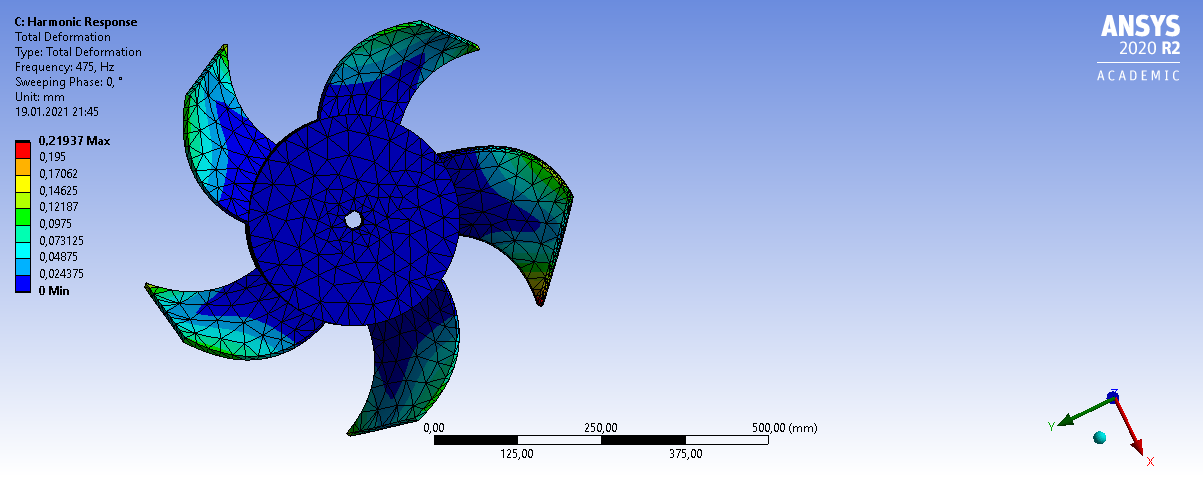 C: Harmonic Response
Total Deformation
Type: Total Deformation
Frequency: 475, Hz
Sweeping Phase: 0, °
Unit: mm
19.01.2021 21:45
0,21937 Max
0,195
0,17062
0,14625
0,12187
0,0975
0,073125
0,04875
0,024375
0 Min
ANSYS
2020 R2
ACADEMIC
0,00 250,00 500,00 (mm)
125,00 375,00
Z
Y
X